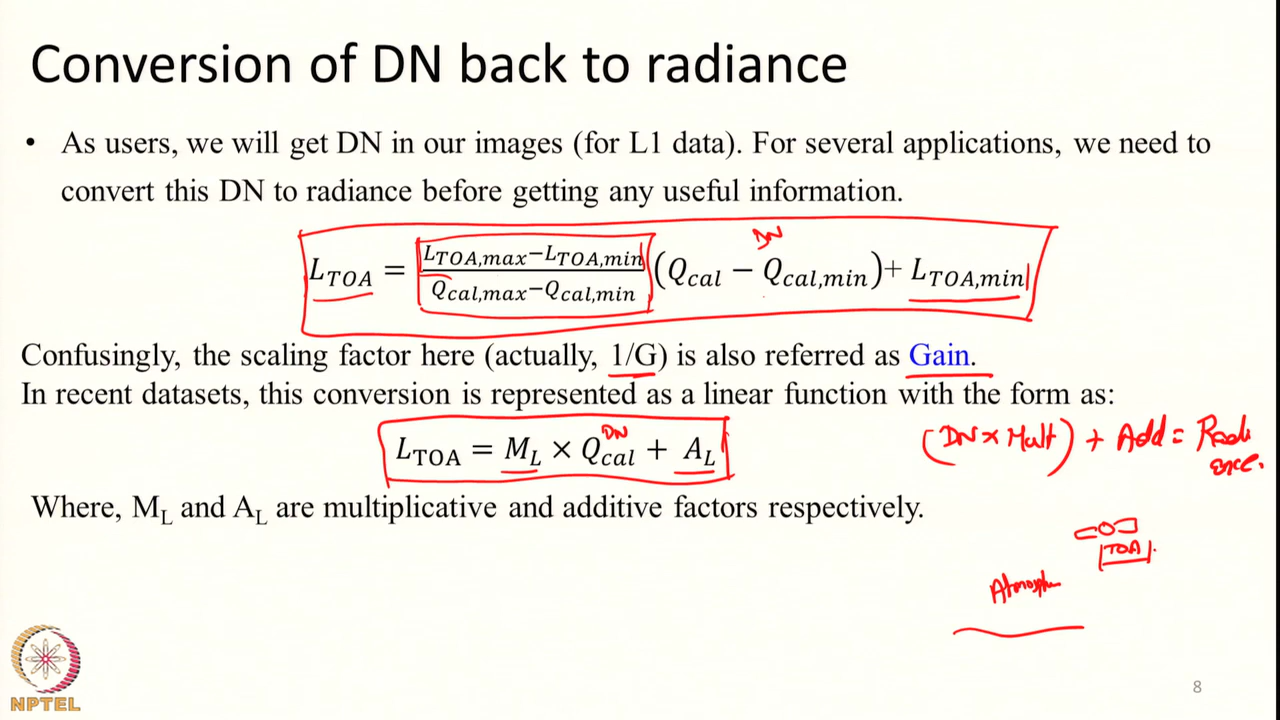 Conversion of DN back to radiance
• As users, we will get DN in our images (for L1 data). For several applications, we need to
convert this DN to radiance before getting any useful information.
DN
L_TOA = (L_TOA,max−L_TOA,min)/(Q_cal,max−Q_cal,min) (Q_cal − Q_cal,min)+ L_TOA,min
Confusingly, the scaling factor here (actually, 1/G) is also referred as Gain.
In recent datasets, this conversion is represented as a linear function with the form as:
DN
L_TOA = M_L × Q_cal + A_L
(DN x Mult) + Add = Radi
ence.
Where, M_L and A_L are multiplicative and additive factors respectively.
TOA
Atmosphe
NPTEL
8